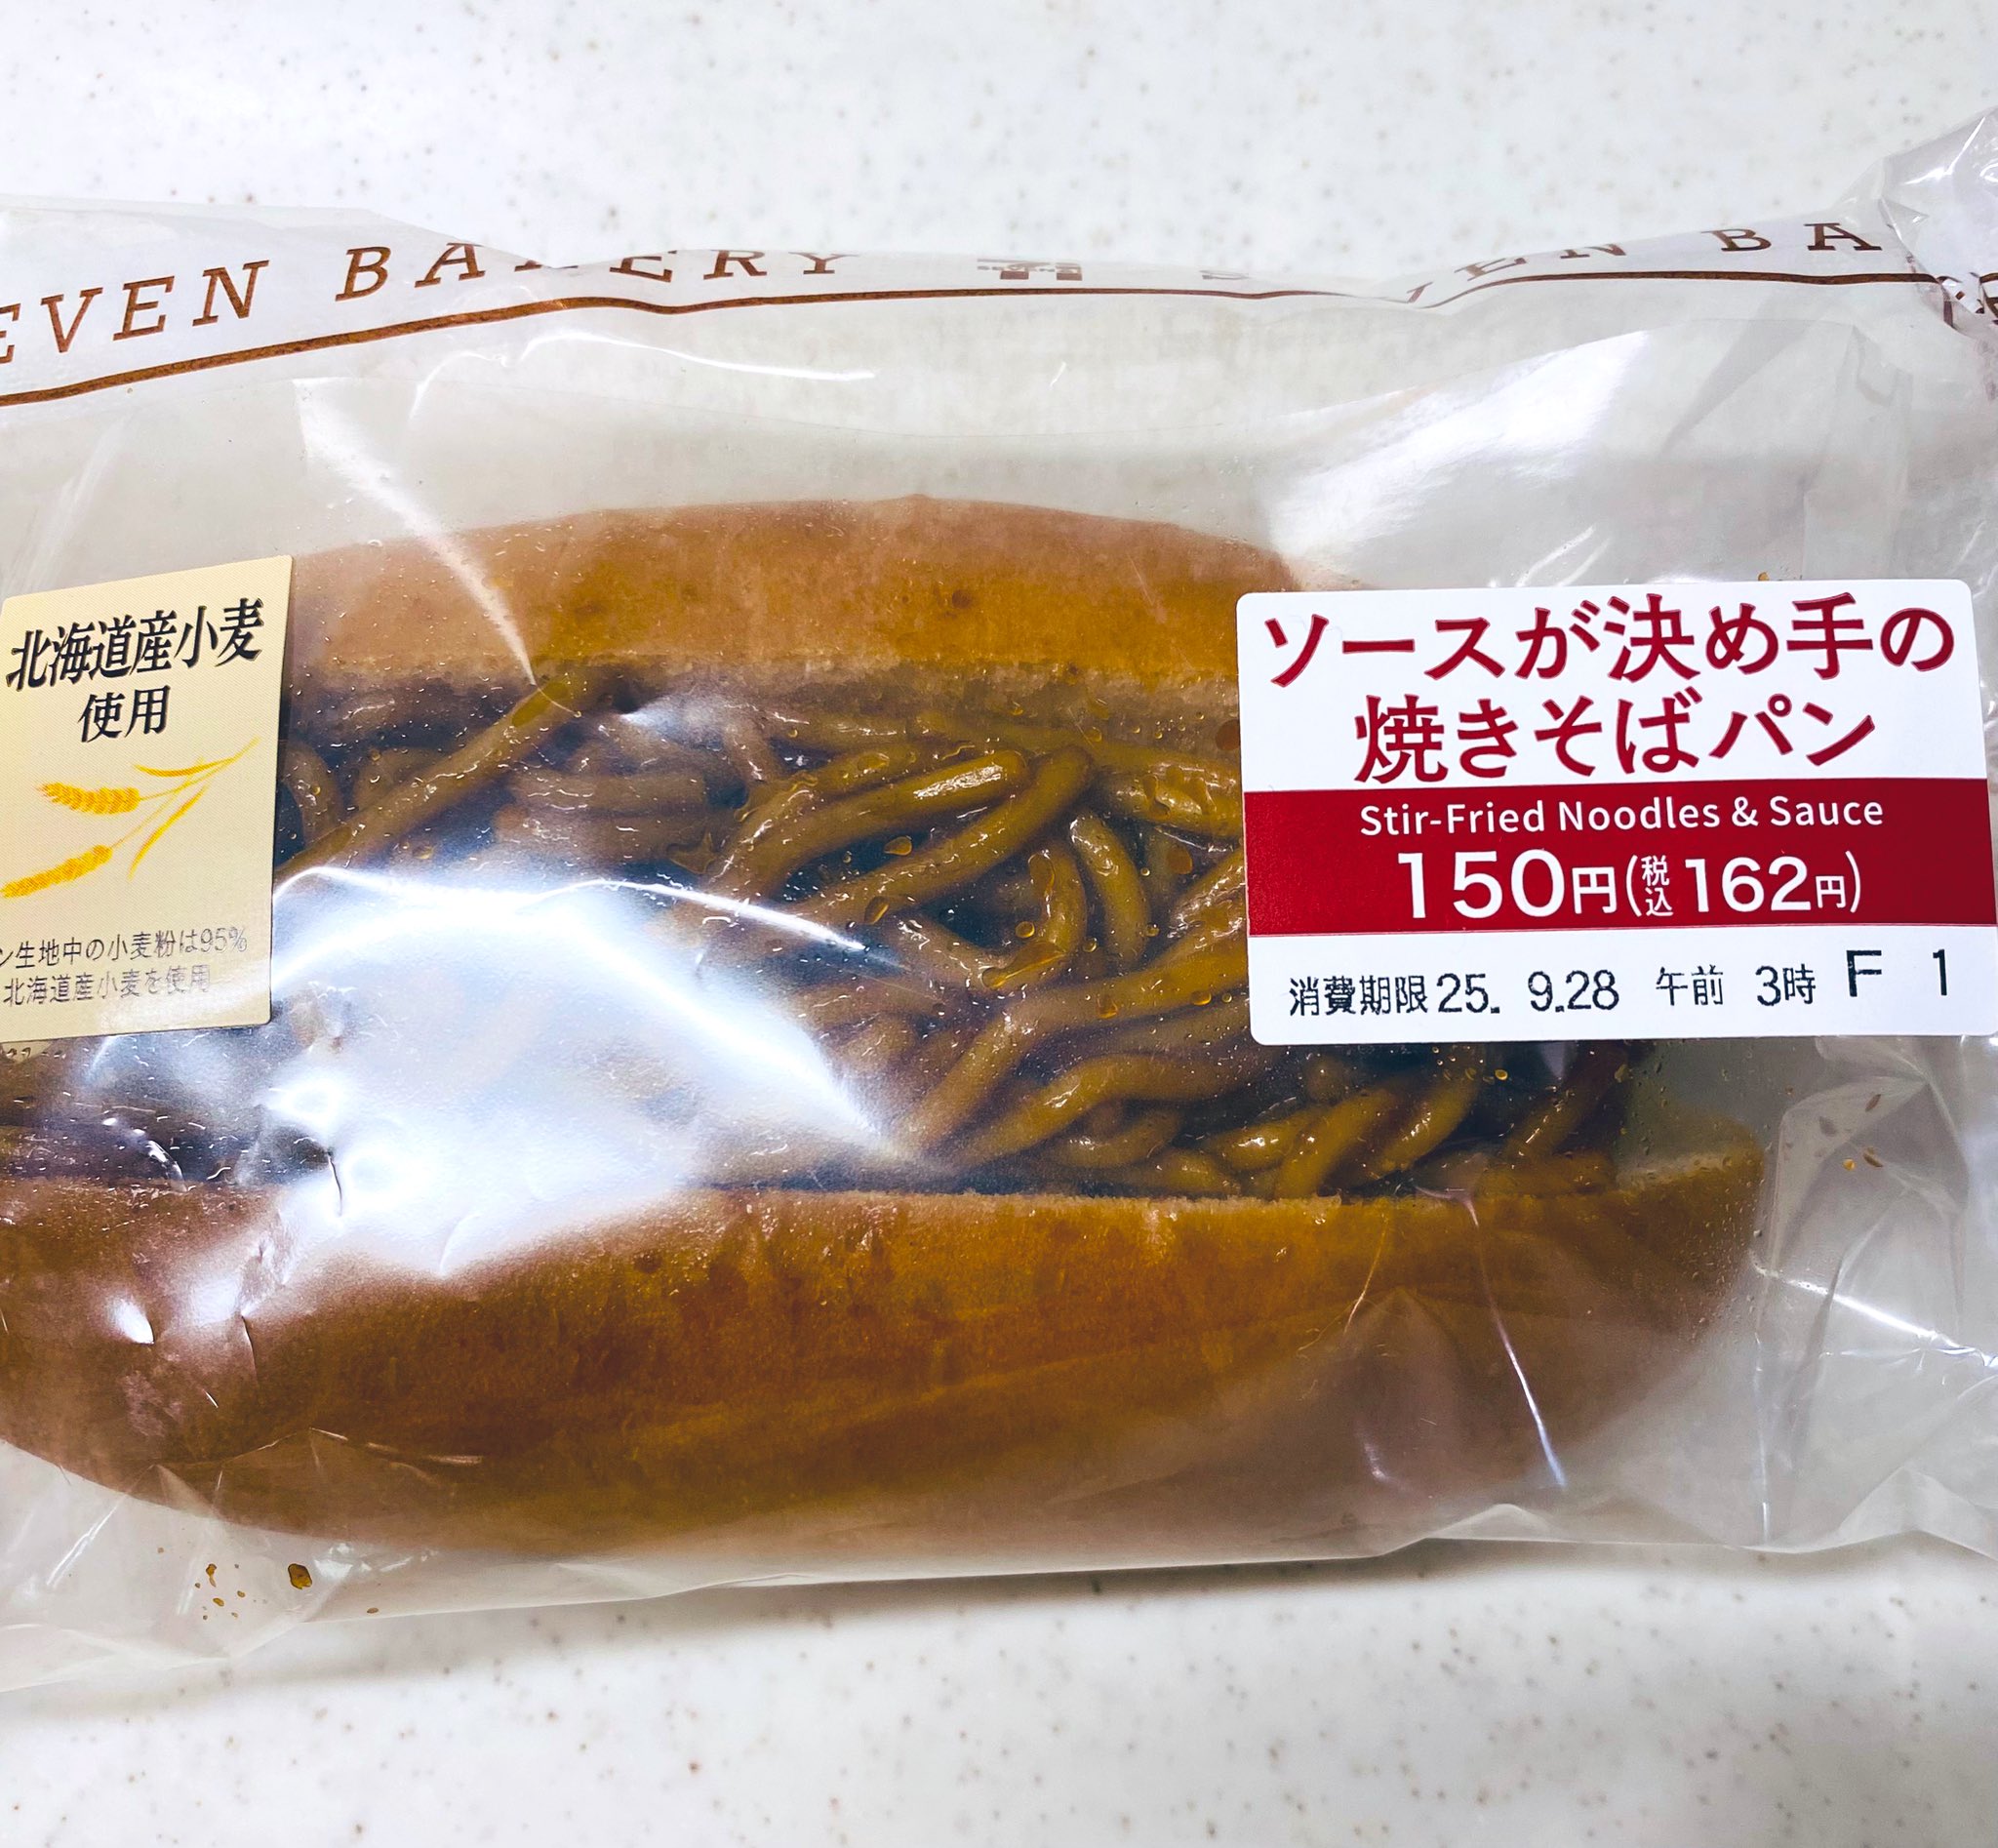 EVEN BAKERY
EN BA
北海道産小麦
使用
ン生地中の小麦粉は95%
北海道産小麦を使用
ソースが決め手の
焼きそばパン
Stir-Fried Noodles & Sauce
150円(税込162円)
消費期限 25. 9.28 午前 3時 F 1